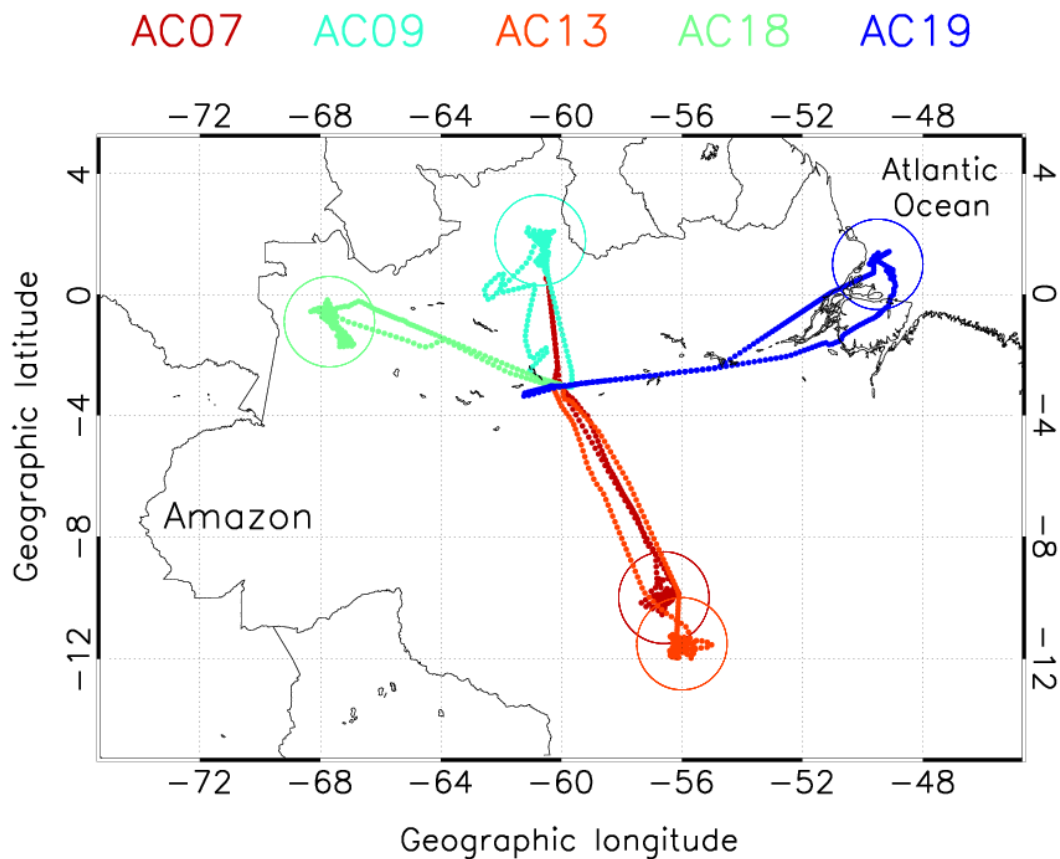 AC07 AC09 AC13 AC18 AC19
−72 −68 −64 −60 −56 −52 −48
Atlantic
Ocean
4 4
0 0
−4 −4
Amazon
−8 −8
−12 −12
Geographic latitude
−72 −68 −64 −60 −56 −52 −48
Geographic longitude